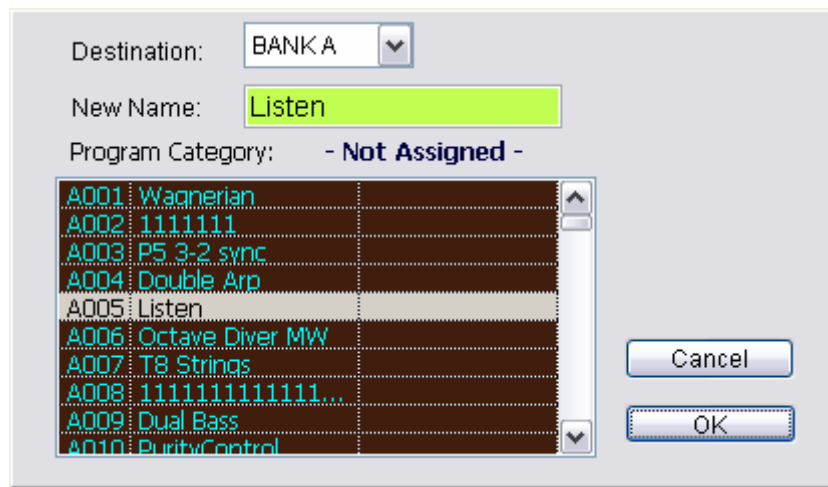 Destination: BANK A
New Name: Listen
Program Category: - Not Assigned -
A001 Wagnerian
A002 1111111
A003 P5 3-2 sync
A004 Double Arp
A005 Listen
A006 Octave Diver MW
A007 T8 Strings
A008 1111111111111...
A009 Dual Bass
A010 PurityControl
Cancel
OK